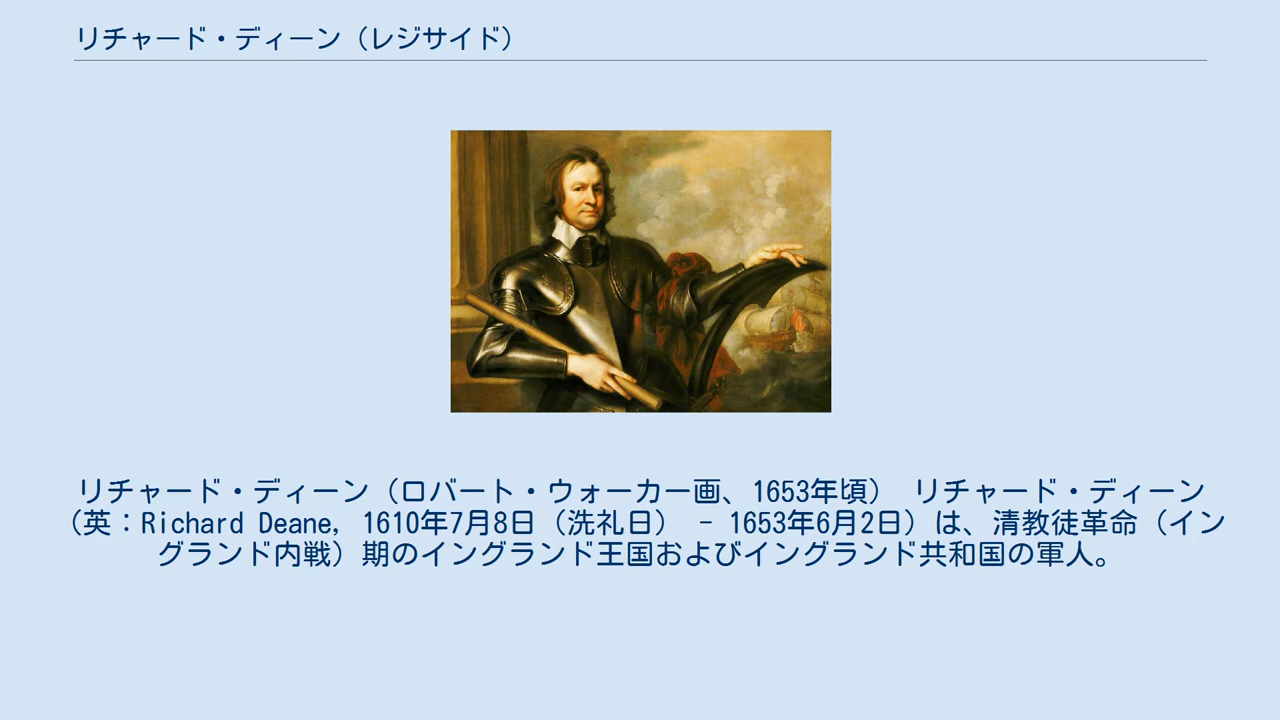 リチャード・ディーン（レジサイド）
リチャード・ディーン（ロバート・ウォーカー画、1653年頃） リチャード・ディーン
（英：Richard Deane, 1610年7月8日（洗礼日） - 1653年6月2日）は、清教徒革命（イン
グランド内戦）期のイングランド王国およびイングランド共和国の軍人。